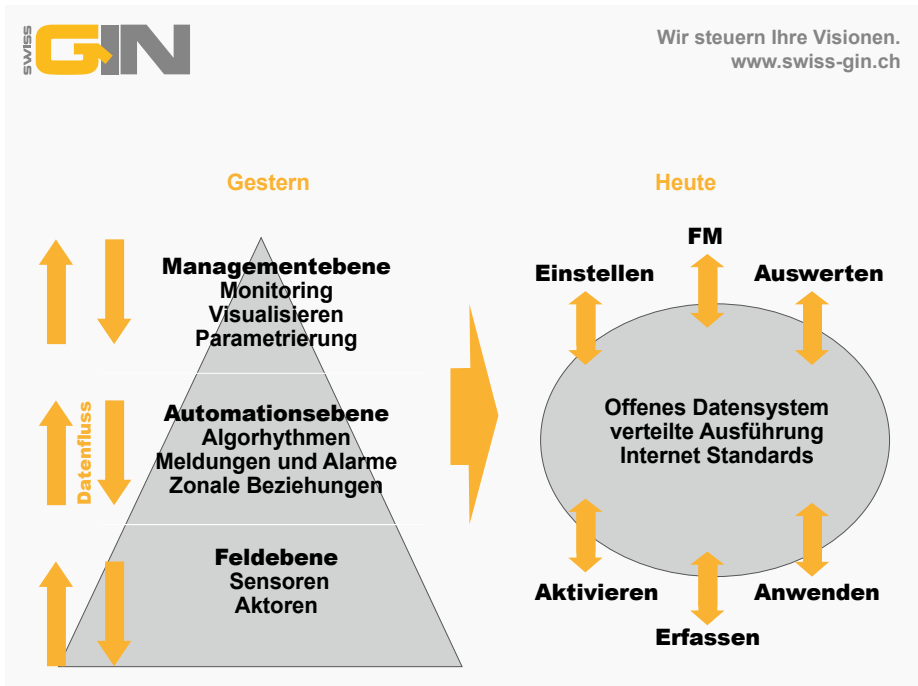 swiss
GIN
Wir steuern Ihre Visionen.
www.swiss-gin.ch
Gestern
Managementebene
Monitoring
Visualisieren
Parametrierung
Datenfluss
Automationsebene
Algorhythmen
Meldungen und Alarme
Zonale Beziehungen
Feldebene
Sensoren
Aktoren
Heute
FM
Einstellen
Auswerten
Offenes Datensystem
verteilte Ausführung
Internet Standards
Aktivieren
Anwenden
Erfassen